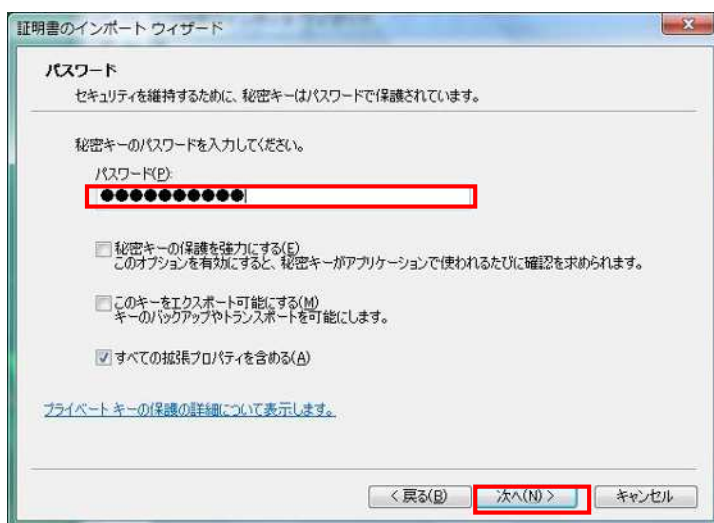 証明書のインポート ウィザード
パスワード
セキュリティを維持するために、秘密キーはパスワードで保護されています。
秘密キーのパスワードを入力してください。
パスワード(P):
●●●●●●●●●●
秘密キーの保護を強力にする(E)
このオプションを有効にすると、秘密キーがアプリケーションで使われるたびに確認を求められます。
このキーをエクスポート可能にする(M)
キーのバックアップやトランスポートを可能にします。
すべての拡張プロパティを含める(A)
プライベート キーの保護の詳細について表示します。
< 戻る(B) 次へ(N) > キャンセル